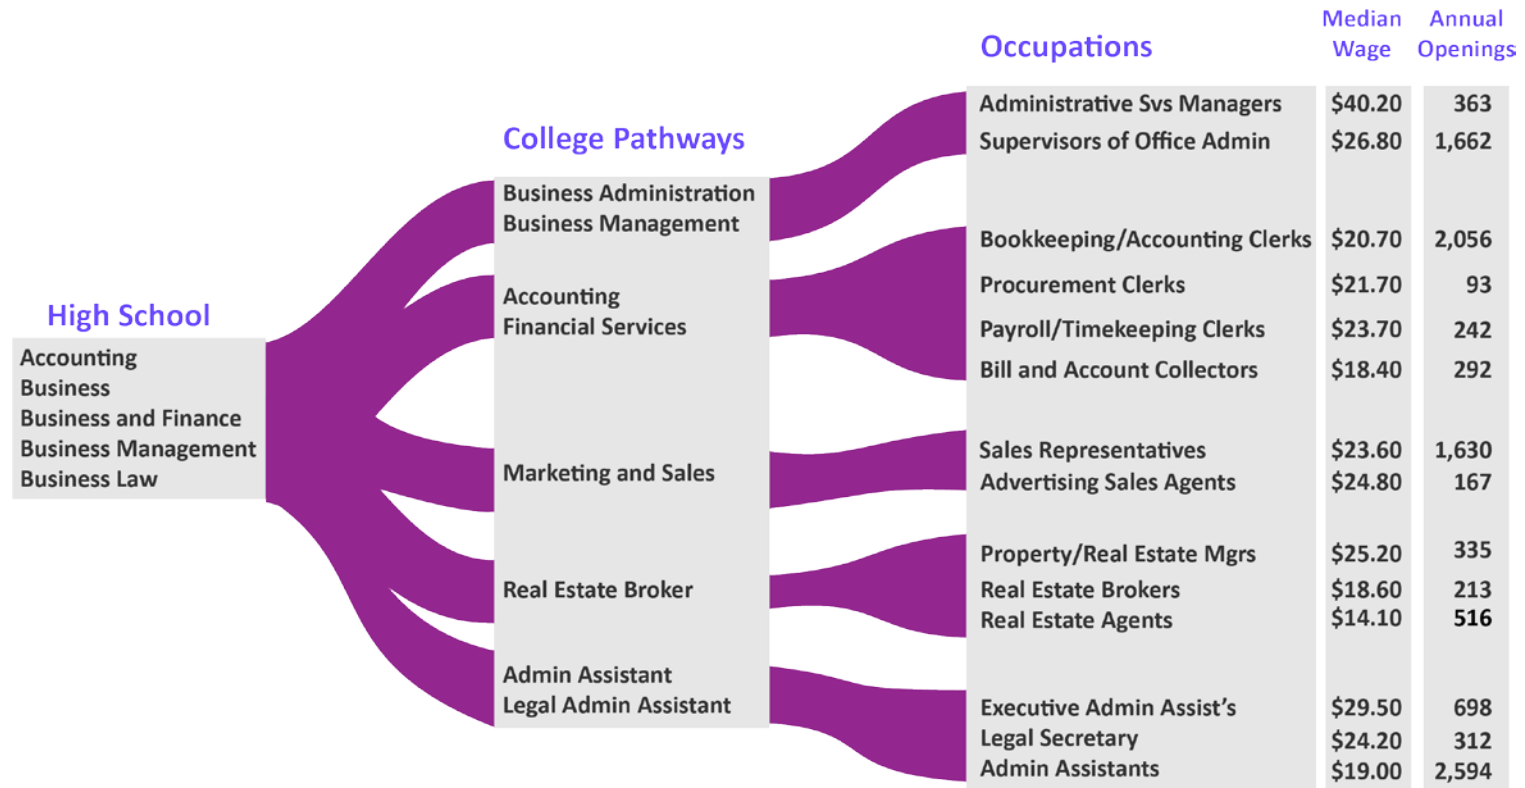 Median Annual
Occupations Wage Openings
Administrative Svs Managers $40.20 363
College Pathways
Supervisors of Office Admin $26.80 1,662
Business Administration
Business Management
Bookkeeping/Accounting Clerks $20.70 2,056
Accounting
Procurement Clerks $21.70 93
High School
Financial Services
Payroll/Timekeeping Clerks $23.70 242
Accounting
Bill and Account Collectors $18.40 292
Business
Business and Finance
Business Management
Sales Representatives $23.60 1,630
Business Law
Marketing and Sales
Advertising Sales Agents $24.80 167
Property/Real Estate Mgrs $25.20 335
Real Estate Broker
Real Estate Brokers $18.60 213
Real Estate Agents $14.10 516
Admin Assistant
Legal Admin Assistant
Executive Admin Assist’s $29.50 698
Legal Secretary $24.20 312
Admin Assistants $19.00 2,594